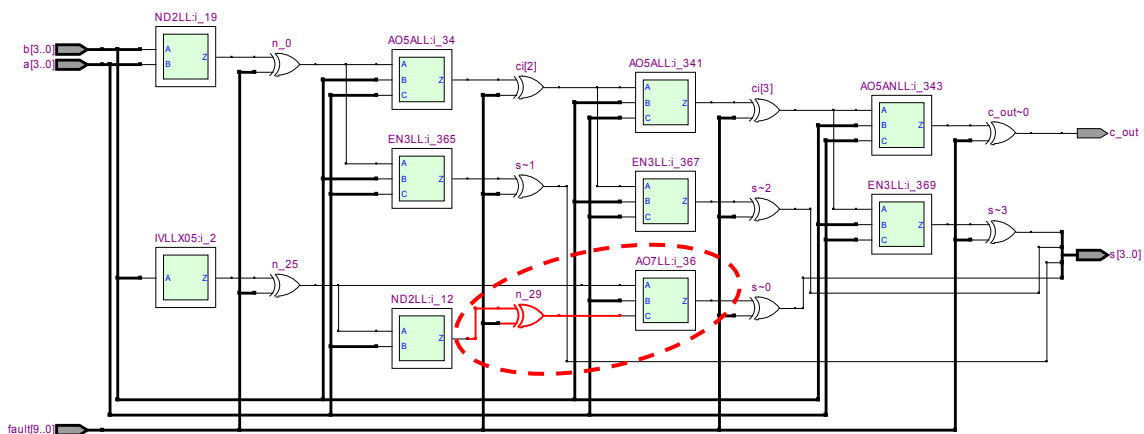 ND2LL:i_19
b[3..0]
a[3..0]
A
B
Z
n_0
AO5ALL:i_34
A
B
C
Z
ci[2]
AO5ALL:i_341
A
B
C
Z
ci[3]
AO5ANLL:i_343
A
B
C
Z
c_out~0
c_out
EN3LL:i_365
A
B
C
Z
s~1
EN3LL:i_367
A
B
C
Z
s~2
EN3LL:i_369
A
B
C
Z
s~3
s[3..0]
IVLLX05:i_2
A
Z
n_25
ND2LL:i_12
A
B
Z
n_29
AO7LL:i_36
A
B
C
Z
s~0
fault[9..0]